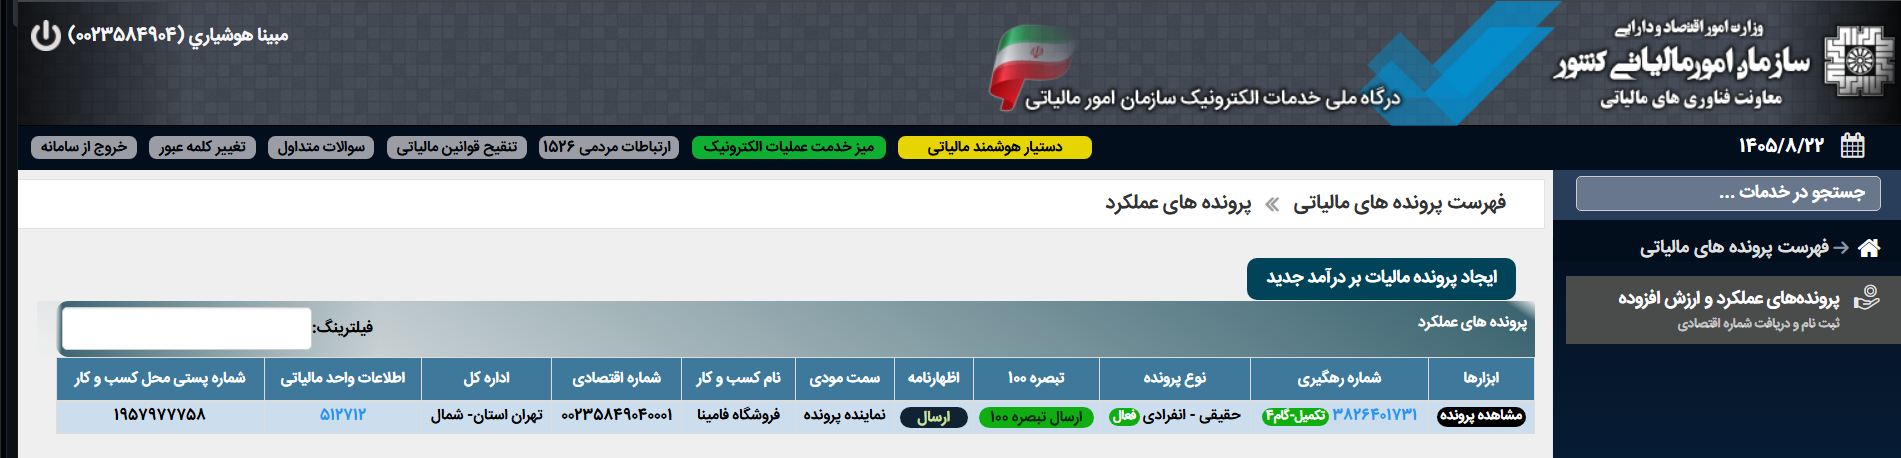 وزارت امور اقتصاد و دارایی
سازمان امور مالیاتی کشور
معاونت فناوری های مالیاتی
درگاه ملی خدمات الکترونیک سازمان امور مالیاتی
مبینا هوشیاري (0023584904)
۱۴۰۵/۸/۲۲
دستیار هوشمند مالیاتی
میز خدمت عملیات الکترونیک
ارتباطات مردمی ۱۵۲۶
تنقیح قوانین مالیاتی
سوالات متداول
تغییر کلمه عبور
خروج از سامانه
جستجو در خدمات ...
فهرست پرونده های مالیاتی
پرونده‌های عملکرد و ارزش افزوده
ثبت نام و دریافت شماره اقتصادی
فهرست پرونده های مالیاتی » پرونده های عملکرد
ایجاد پرونده مالیات بر درآمد جدید
پرونده های عملکرد
فیلترینگ:
ابزارها شماره رهگیری نوع پرونده تبصره ۱۰۰ اظهارنامه سمت مودی نام کسب و کار شماره اقتصادی اداره کل اطلاعات واحد مالیاتی شماره پستی محل کسب و کار
مشاهده پرونده ۳۸۲۶۴۰۱۷۳۱ تکمیل-گام۴ حقیقی - انفرادی فعال ارسال تبصره ۱۰۰ ارسال نماینده پرونده فروشگاه فامینا ۰۰۲۳۵۸۴۹۰۴۰۰۰۱ تهران استان- شمال ۵۱۲۷۱۲ ۱۹۵۷۹۷۷۷۵۸